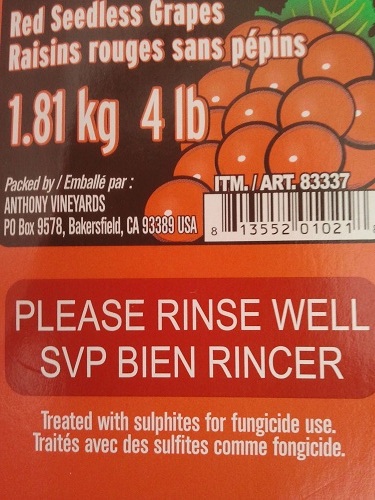 Red Seedless Grapes
Raisins rouges sans pépins
1.81 kg 4 lb
Packed by / Emballé par :
ANTHONY VINEYARDS
PO Box 9578, Bakersfield, CA 93389 USA
ITM. / ART. 83337
8 13552 01021 8
PLEASE RINSE WELL
SVP BIEN RINCER
Treated with sulphites for fungicide use.
Traités avec des sulfites comme fongicide.